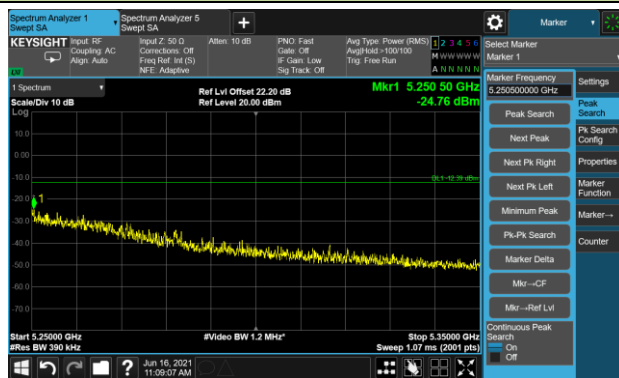 Spectrum Analyzer 1
Swept SA
Spectrum Analyzer 5
Swept SA
Marker
KEYSIGHT
Input: RF
Coupling: AC
Align: Auto
Input Z: 50 Ω
Corrections: Off
Freq Ref: Int (S)
NFE: Adaptive
Atten: 10 dB
PNO: Fast
Gate: Off
IF Gain: Low
Sig Track: Off
Avg Type: Power (RMS)
Avg|Hold:>100/100
Trig: Free Run
1 2 3 4 5 6
M W W W W W
A N N N N N
Select Marker
Marker 1
1 Spectrum
Scale/Div 10 dB
Ref Lvl Offset 22.20 dB
Ref Level 20.00 dBm
Mkr1 5.250 50 GHz
-24.76 dBm
Log
10.0
0.00
-10.0
-20.0
-30.0
-40.0
-50.0
-60.0
-70.0
DL1 -12.39 dBm
1
Start 5.25000 GHz
#Res BW 390 kHz
#Video BW 1.2 MHz*
Stop 5.35000 GHz
Sweep 1.07 ms (2001 pts)
Marker Frequency
5.250500000 GHz
Peak Search
Next Peak
Next Pk Right
Next Pk Left
Minimum Peak
Pk-Pk Search
Marker Delta
Mkr→CF
Mkr→Ref Lvl
Continuous Peak
Search
On
Off
Settings
Peak
Search
Pk Search
Config
Properties
Marker
Function
Marker→
Counter
?
Jun 16, 2021
11:09:07 AM